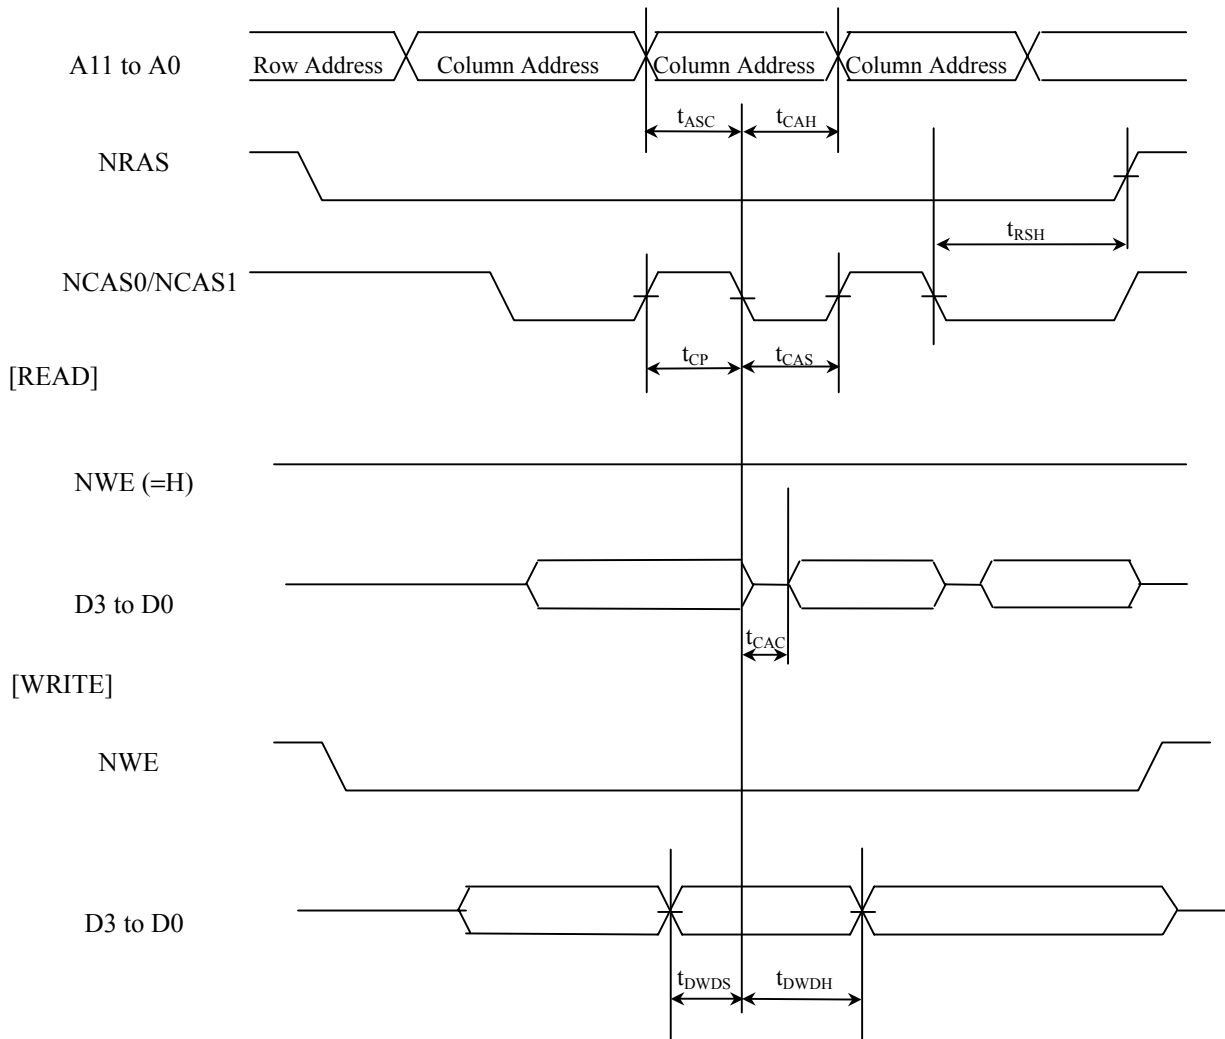 A11 to A0
Row Address Column Address Column Address Column Address
tASC tCAH
NRAS
tRSH
NCAS0/NCAS1
tCP tCAS
[READ]
NWE (=H)
D3 to D0
tCAC
[WRITE]
NWE
D3 to D0
tDWDS tDWDH